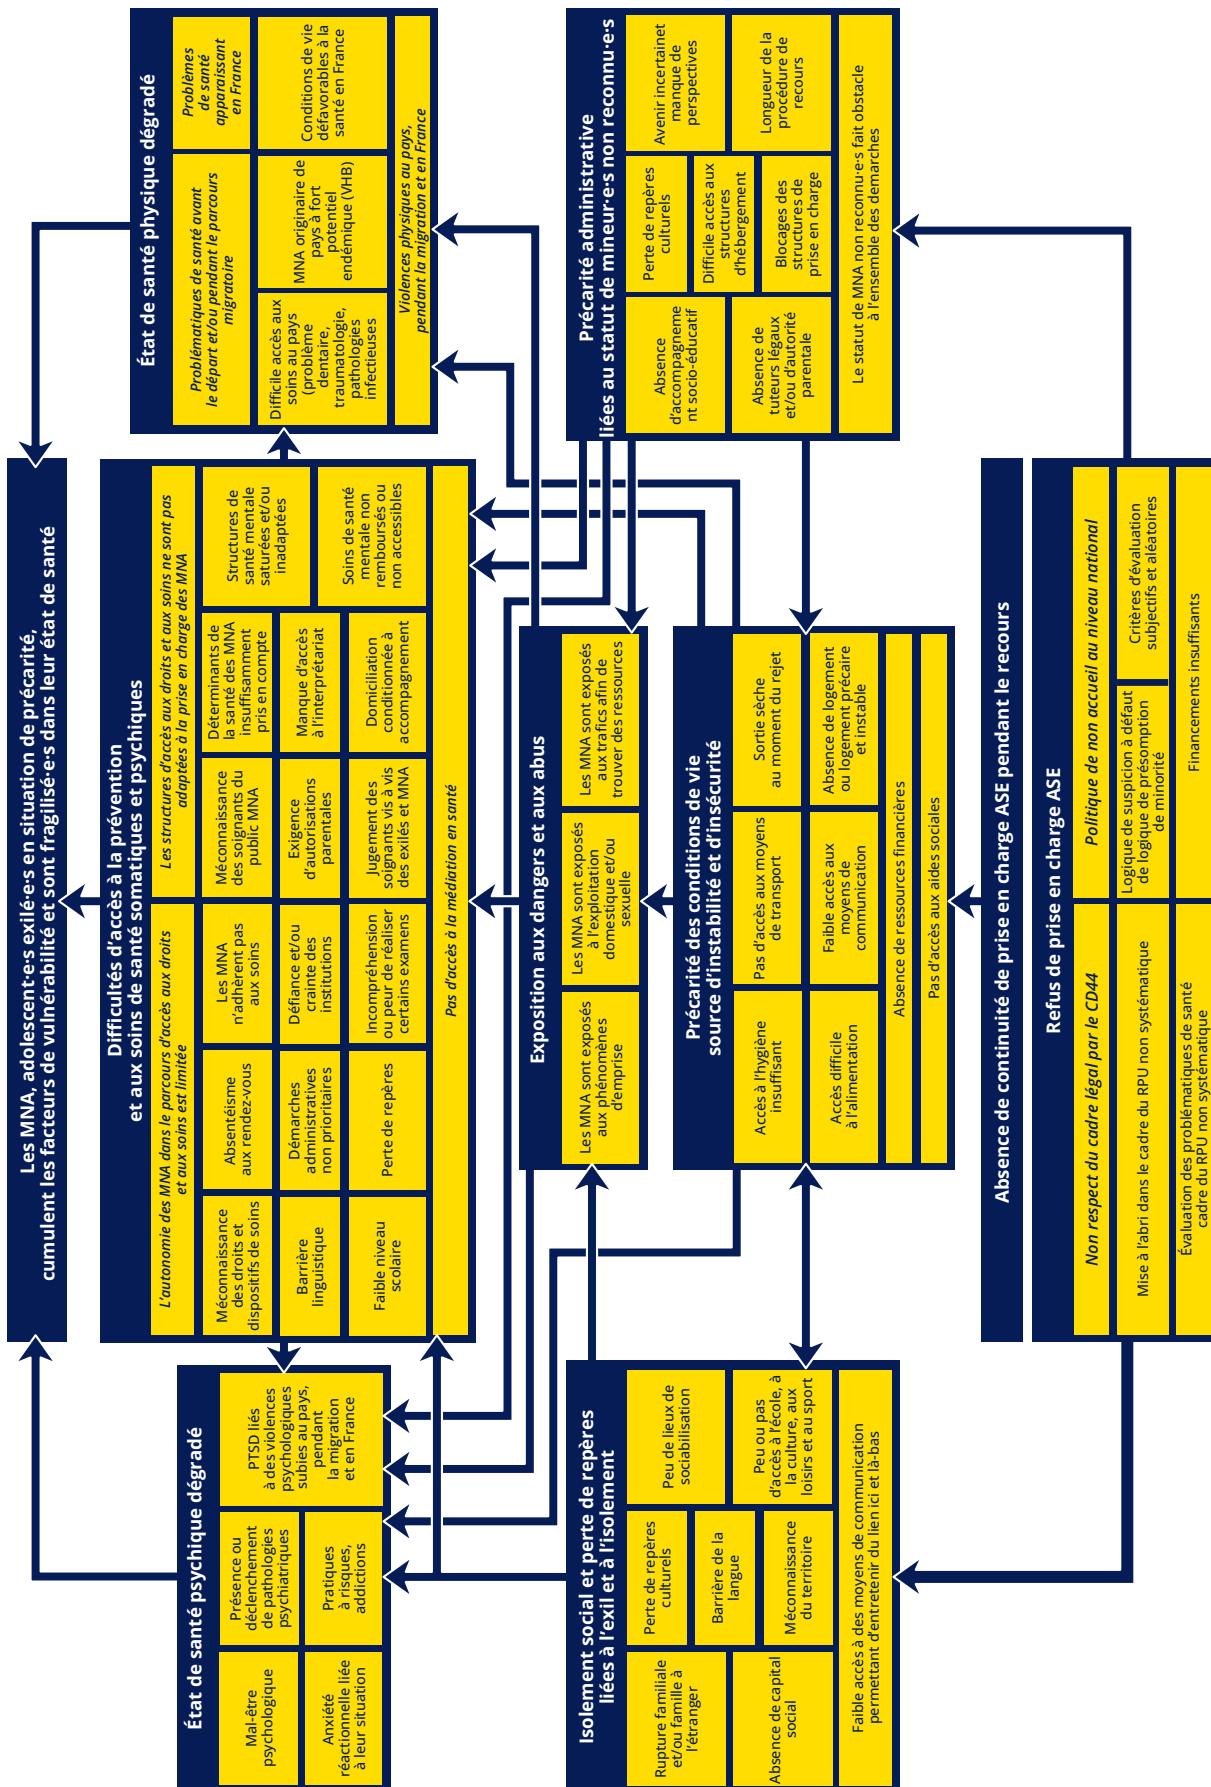 Les MNA, adolescent·e·s exilé·e·s en situation de précarité,
cumulent les facteurs de vulnérabilité et sont fragilisé·e·s dans leur état de santé
État de santé psychique dégradé
Mal-être
psychologique
Présence ou
déclenchement
de pathologies
psychiatriques
PTSD liés
à des violences
psychologiques
subies au pays,
pendant
la migration
et en France
Anxiété
réactionnelle liée
à leur situation
Pratiques
à risques,
addictions
Difficultés d'accès à la prévention
et aux soins de santé somatiques et psychiques
L'autonomie des MNA dans le parcours d'accès aux droits
et aux soins est limitée
Les structures d'accès aux droits et aux soins ne sont pas
adaptées à la prise en charge des MNA
Méconnaissance
des droits et
dispositifs de soins
Absentéisme
aux rendez-vous
Les MNA
n'adhèrent pas
aux soins
Méconnaissance
des soignants du
public MNA
Déterminants de
la santé des MNA
insuffisamment
pris en compte
Structures de
santé mentale
saturées et/ou
inadaptées
Barrière
linguistique
Démarches
administratives
non prioritaires
Défiance et/ou
crainte des
institutions
Exigence
d'autorisations
parentales
Manque d'accès
à l'interprétariat
Soins de santé
mentale non
remboursés ou
non accessibles
Faible niveau
scolaire
Perte de repères
Incompréhension
ou peur de réaliser
certains examens
Jugement des
soignants vis à vis
des exilés et MNA
Domiciliation
conditionnée à
accompagnement
Pas d'accès à la médiation en santé
État de santé physique dégradé
Problématiques de santé avant
le départ et/ou pendant le parcours
migratoire
Problèmes
de santé
apparaissant
en France
Difficile accès aux
soins au pays
(problème
dentaire,
traumatologie,
pathologies
infectieuses
MNA originaire de
pays à fort
potentiel
endémique (VHB)
Conditions de vie
défavorables à la
santé en France
Violences physiques au pays,
pendant la migration et en France
Exposition aux dangers et aux abus
Les MNA sont exposés
aux phénomènes
d'emprise
Les MNA sont exposés
à l'exploitation
domestique et/ou
sexuelle
Les MNA sont exposés
aux trafics afin de
trouver des ressources
Isolement social et perte de repères
liées à l'exil et à l'isolement
Rupture familiale
et/ou famille à
l'étranger
Perte de repères
culturels
Peu de lieux de
sociabilisation
Barrière de la
langue
Absence de capital
social
Méconnaissance
du territoire
Peu ou pas
d'accès à l'école, à
la culture, aux
loisirs et au sport
Faible accès à des moyens de communication
permettant d'entretenir du lien ici et là-bas
Précarité des conditions de vie
source d'instabilité et d'insécurité
Accès à l'hygiène
insuffisant
Pas d'accès aux moyens
de transport
Sortie sèche
au moment du rejet
Accès difficile
à l'alimentation
Faible accès aux
moyens de
communication
Absence de logement
ou logement précaire
et instable
Absence de ressources financières
Pas d'accès aux aides sociales
Précarité administrative
liées au statut de mineur·e·s non reconnu·e·s
Absence
d'accompagneme
nt socio-éducatif
Perte de repères
culturels
Avenir incertainet
manque de
perspectives
Difficile accès aux
structures
d'hébergement
Absence de
tuteurs légaux
et/ou d'autorité
parentale
Blocages des
structures de
prise en charge
Longueur de la
procédure de
recours
Le statut de MNA non reconnu·e·s fait obstacle
à l'ensemble des demarches
Absence de continuité de prise en charge ASE pendant le recours
Refus de prise en charge ASE
Non respect du cadre légal par le CD44
Politique de non accueil au niveau national
Mise à l'abri dans le cadre du RPU non systématique
Logique de suspicion à défaut
de logique de présomption
de minorité
Critères d'évaluation
subjectifs et aléatoires
Évaluation des problématiques de santé
cadre du RPU non systématique
Financements insuffisants